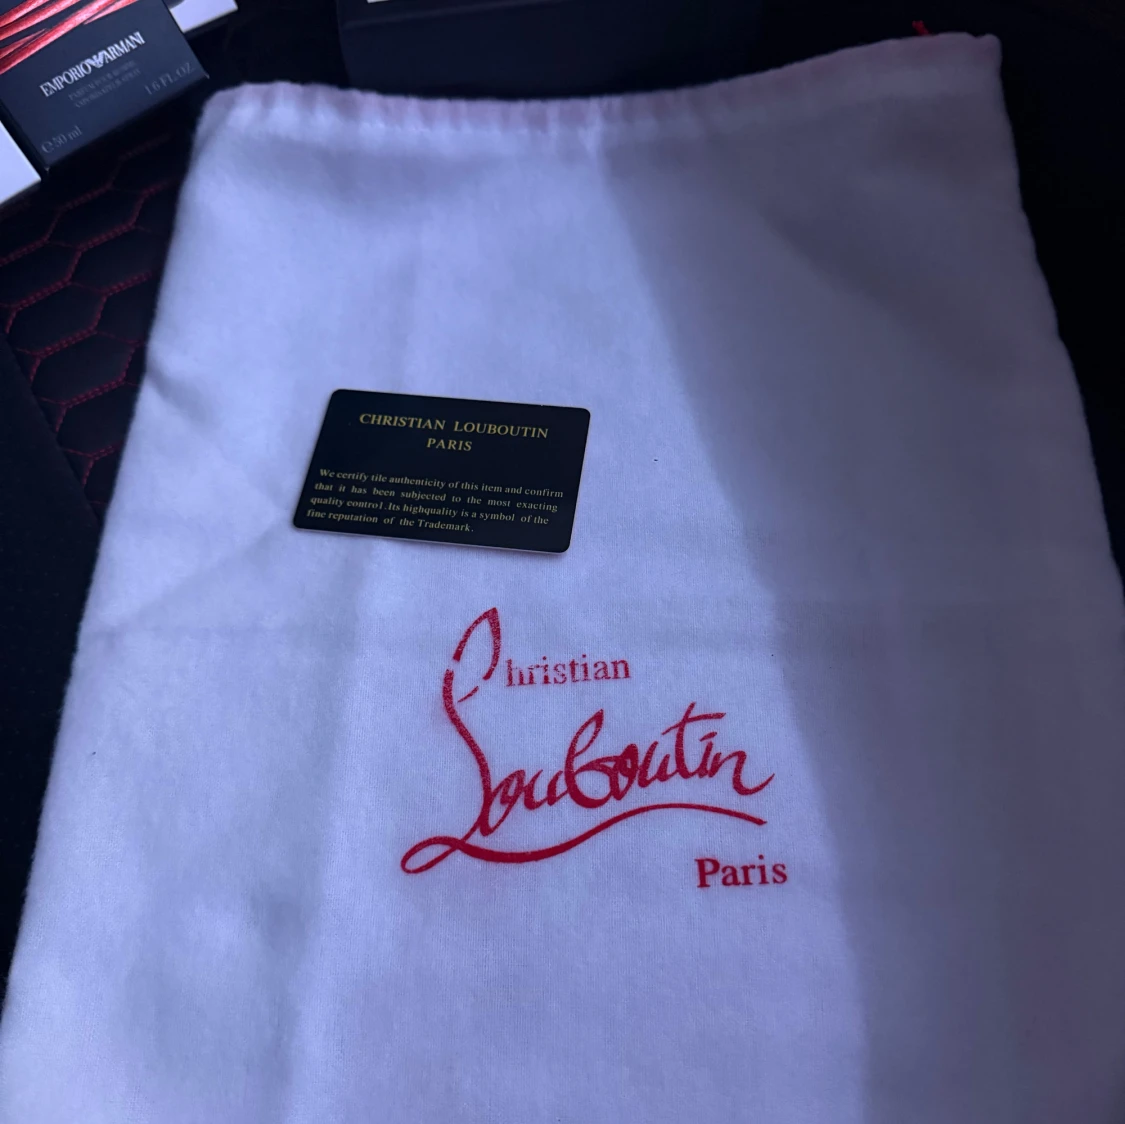 EMPORIO ARMANI
1.6 FL.OZ
℮ 50 ml
CHRISTIAN LOUBOUTIN
PARIS
We certify tile authenticity of this item and confirm
that it has been subjected to the most exacting
quality control.Its highquality is a symbol of the
fine reputation of the Trademark.
Christian
Louboutin
Paris